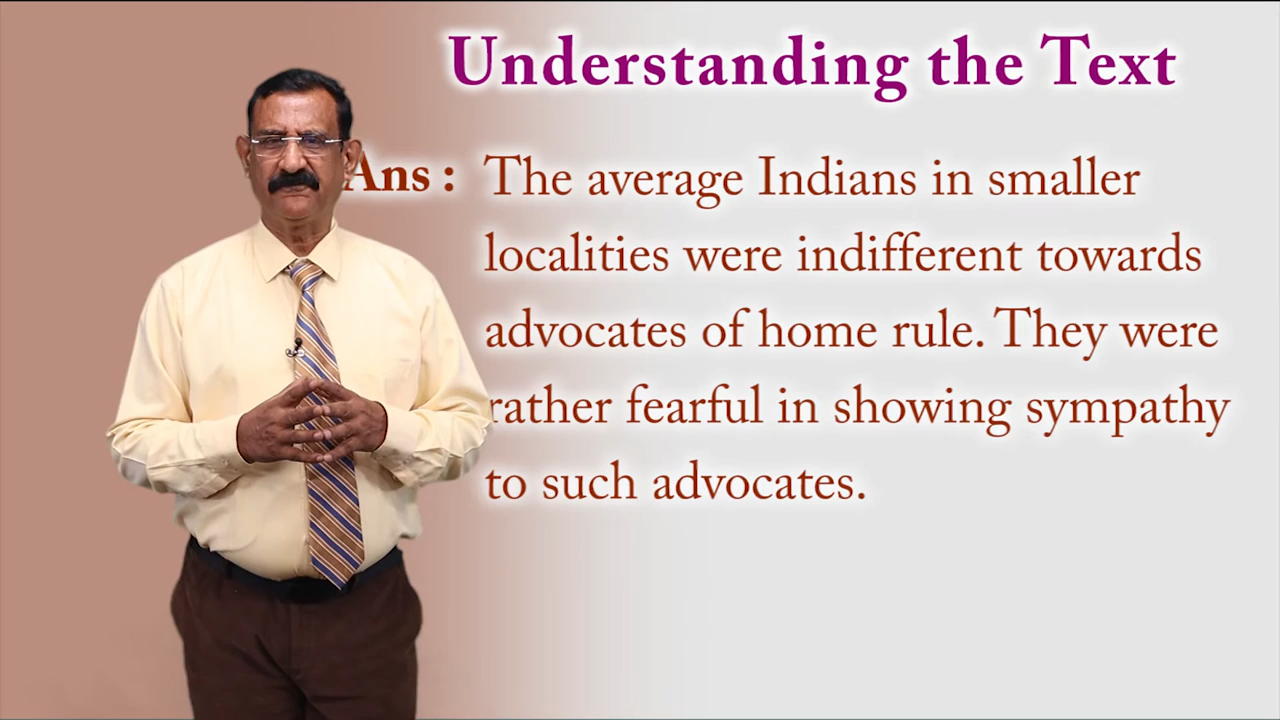 Understanding the Text
Ans : The average Indians in smaller
localities were indifferent towards
advocates of home rule. They were
rather fearful in showing sympathy
to such advocates.